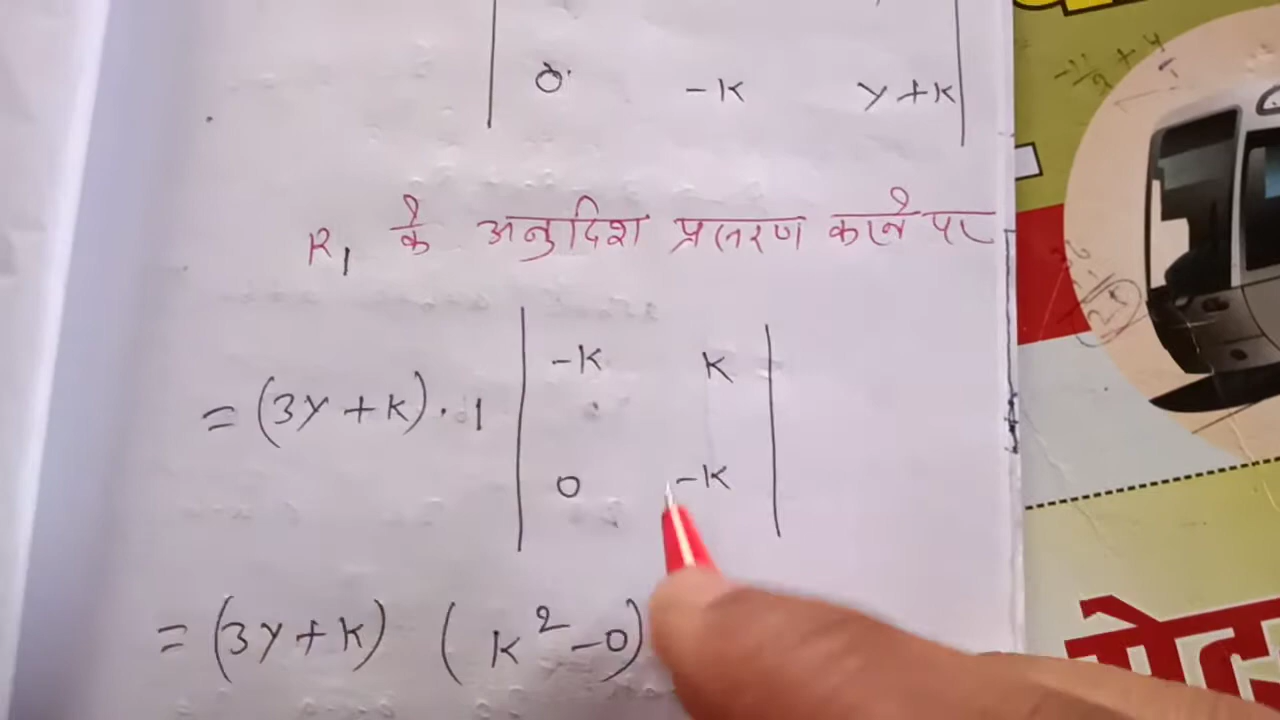 0 -K y+K
R₁ के अनुदिश प्रसरण करने पर
-K K
= (3y+K)·1
0 -K
= (3y+K) (K²-0)